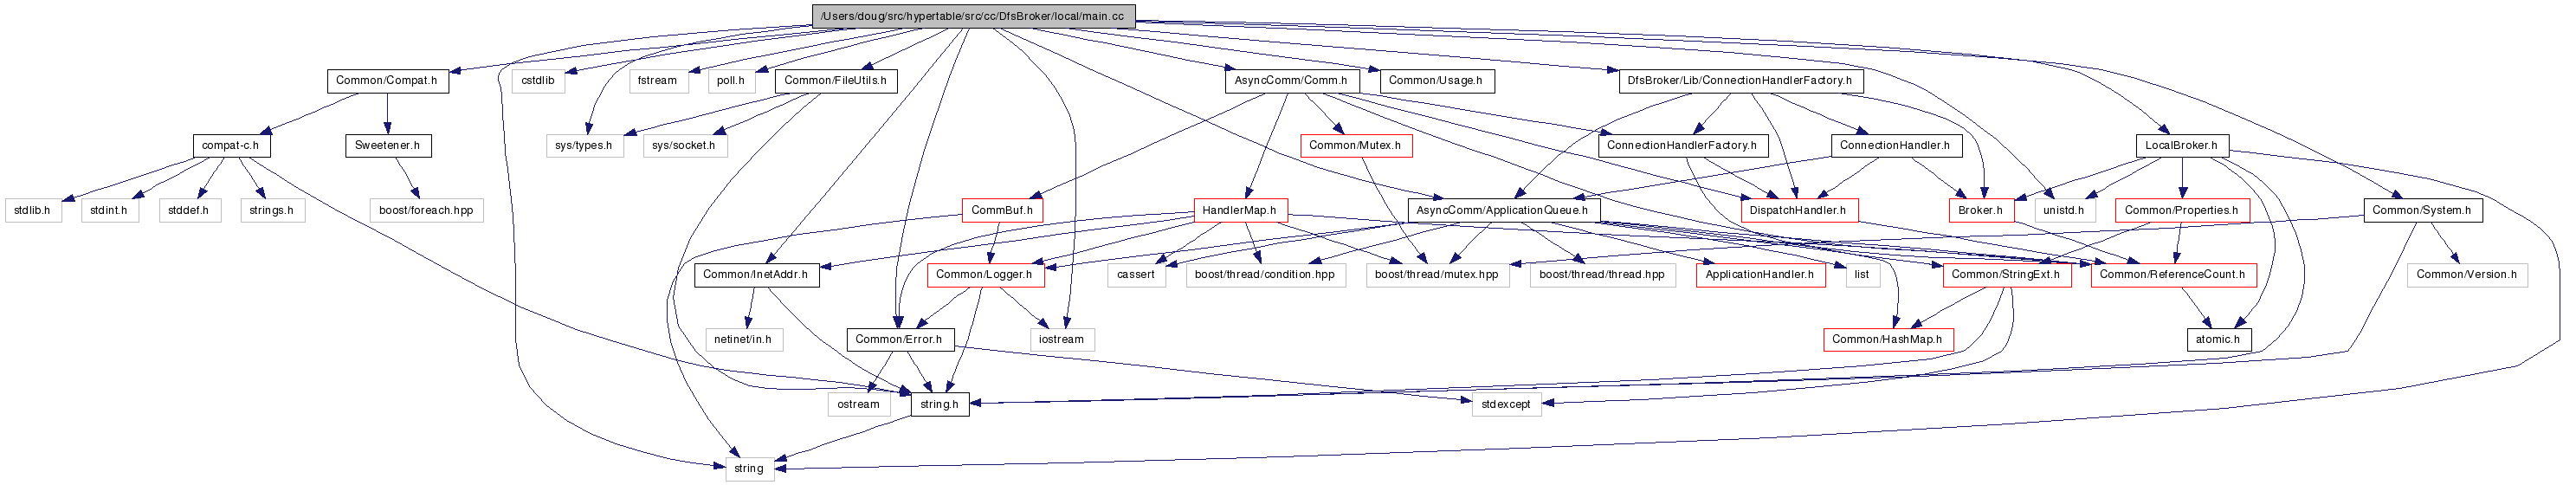 /Users/doug/src/hypertable/src/cc/DfsBroker/local/main.cc
Common/Compat.h
cstdlib
fstream
poll.h
Common/FileUtils.h
AsyncComm/Comm.h
Common/Usage.h
DfsBroker/Lib/ConnectionHandlerFactory.h
compat-c.h
Sweetener.h
sys/types.h
sys/socket.h
Common/Mutex.h
ConnectionHandlerFactory.h
ConnectionHandler.h
LocalBroker.h
stdlib.h
stdint.h
stddef.h
strings.h
boost/foreach.hpp
CommBuf.h
HandlerMap.h
AsyncComm/ApplicationQueue.h
DispatchHandler.h
Broker.h
unistd.h
Common/Properties.h
Common/System.h
Common/InetAddr.h
Common/Logger.h
cassert
boost/thread/condition.hpp
boost/thread/mutex.hpp
boost/thread/thread.hpp
ApplicationHandler.h
list
Common/StringExt.h
Common/ReferenceCount.h
Common/Version.h
netinet/in.h
Common/Error.h
iostream
Common/HashMap.h
atomic.h
ostream
string.h
stdexcept
string